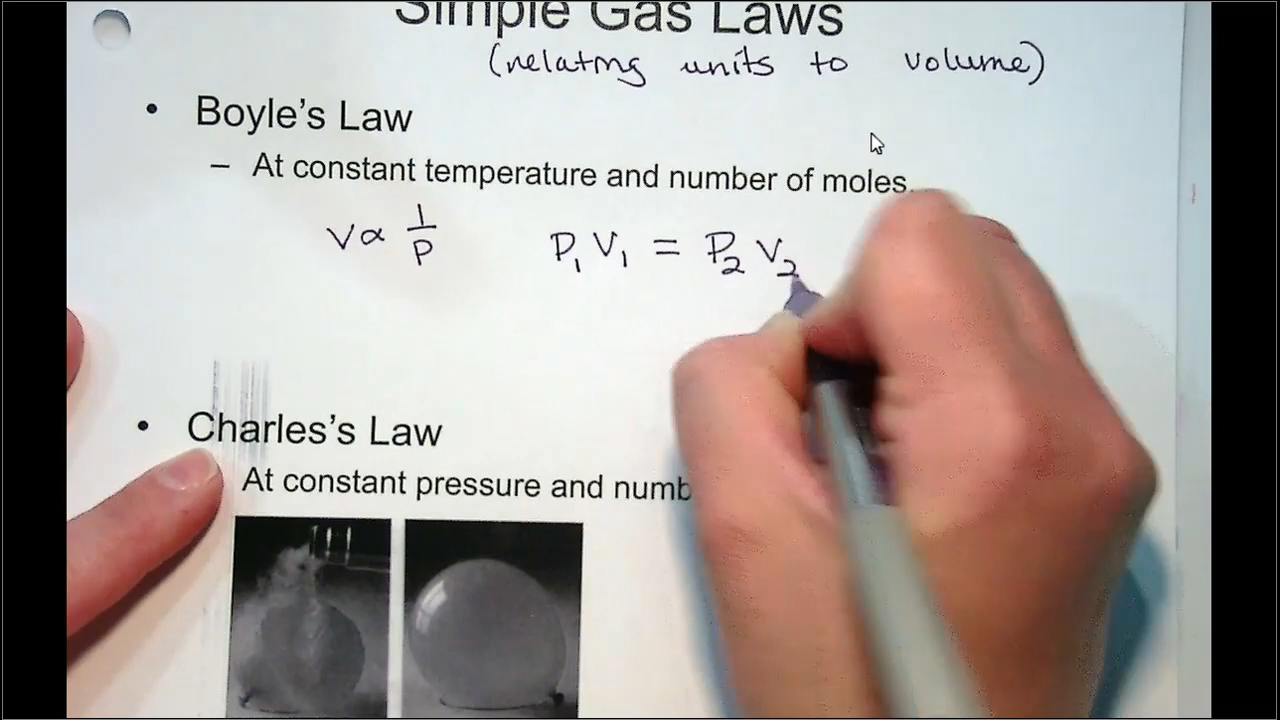 Simple Gas Laws
(relating units to volume)
• Boyle's Law
– At constant temperature and number of moles.
V ∝ 1/P P₁V₁ = P₂V₂
• Charles's Law
At constant pressure and numb